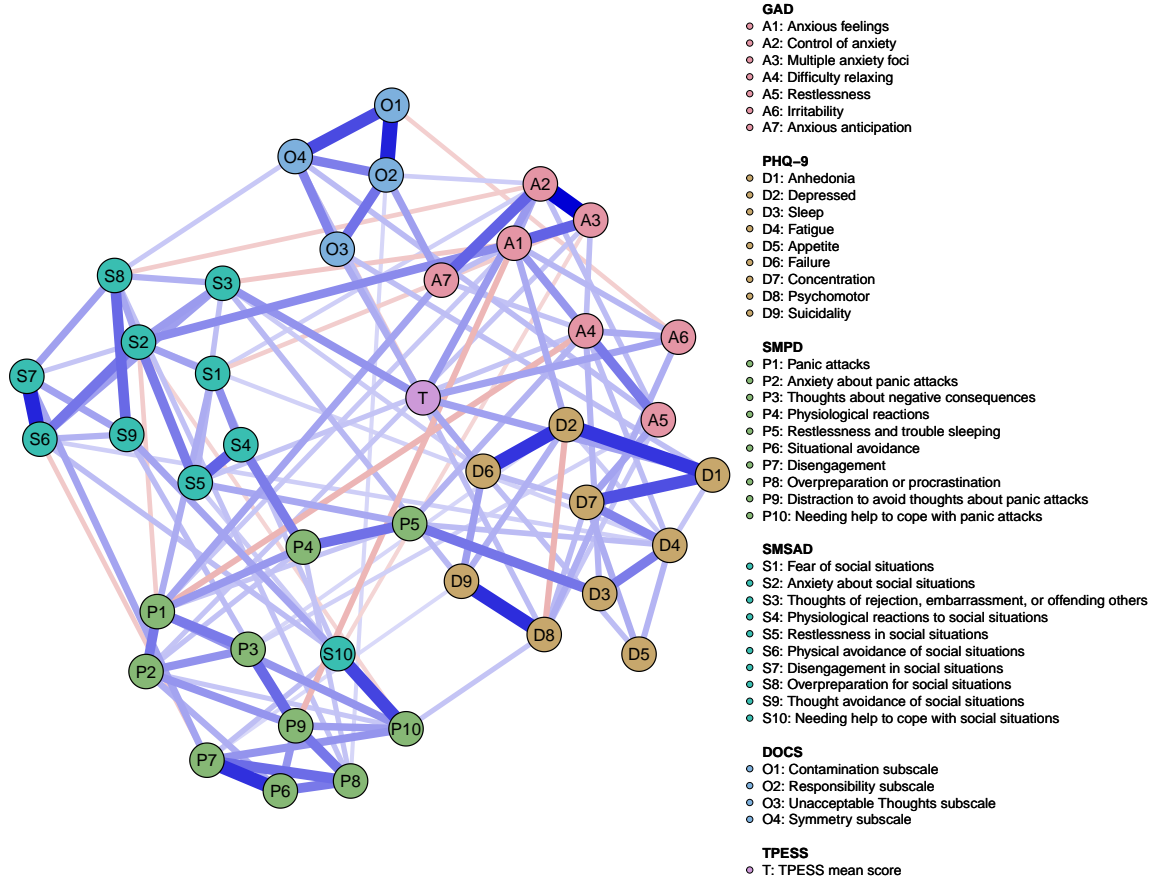 O1
O4
O2
A2
A3
A1
O3
S8
S3
A7
A4
A6
S2
S7
S1
T
A5
D2
S6
S9
S4
D6
D1
S5
D7
P5
P4
D4
D9
D3
P1
D8
P3
S10
D5
P2
P9
P10
P7
P8
P6
GAD
A1: Anxious feelings
A2: Control of anxiety
A3: Multiple anxiety foci
A4: Difficulty relaxing
A5: Restlessness
A6: Irritability
A7: Anxious anticipation
PHQ−9
D1: Anhedonia
D2: Depressed
D3: Sleep
D4: Fatigue
D5: Appetite
D6: Failure
D7: Concentration
D8: Psychomotor
D9: Suicidality
SMPD
P1: Panic attacks
P2: Anxiety about panic attacks
P3: Thoughts about negative consequences
P4: Physiological reactions
P5: Restlessness and trouble sleeping
P6: Situational avoidance
P7: Disengagement
P8: Overpreparation or procrastination
P9: Distraction to avoid thoughts about panic attacks
P10: Needing help to cope with panic attacks
SMSAD
S1: Fear of social situations
S2: Anxiety about social situations
S3: Thoughts of rejection, embarrassment, or offending others
S4: Physiological reactions to social situations
S5: Restlessness in social situations
S6: Physical avoidance of social situations
S7: Disengagement in social situations
S8: Overpreparation for social situations
S9: Thought avoidance of social situations
S10: Needing help to cope with social situations
DOCS
O1: Contamination subscale
O2: Responsibility subscale
O3: Unacceptable Thoughts subscale
O4: Symmetry subscale
TPESS
T: TPESS mean score